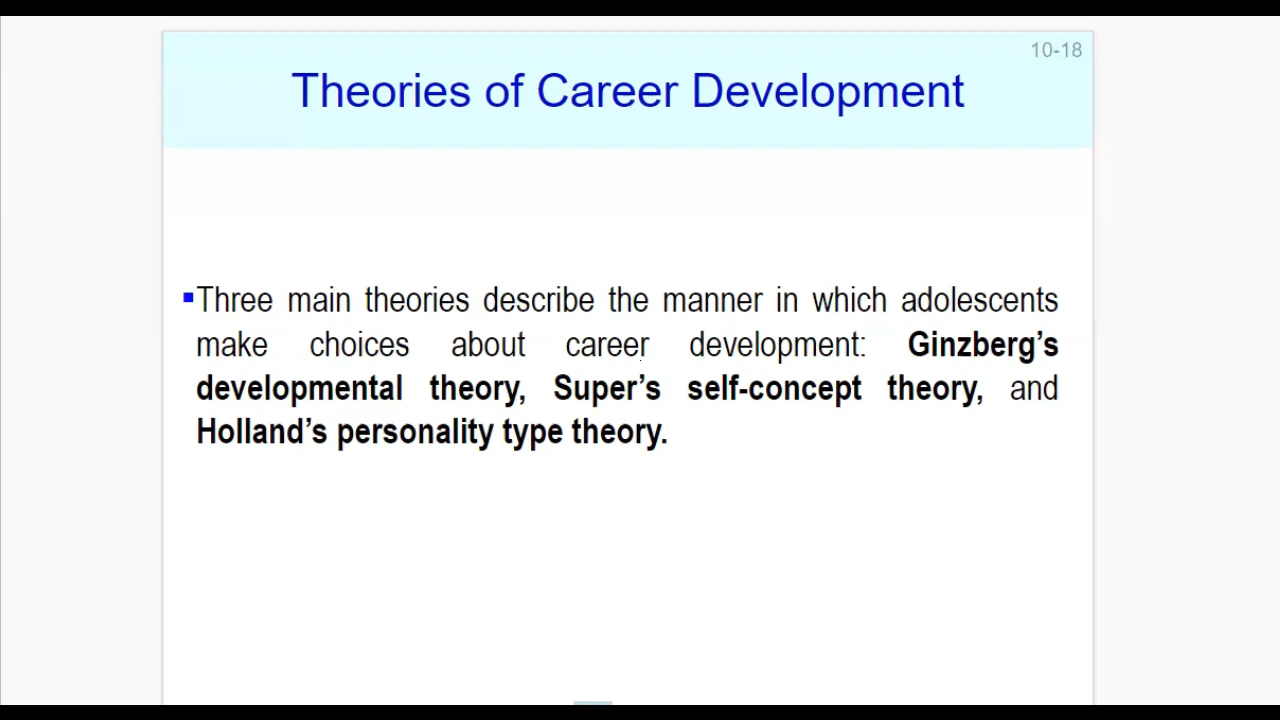 10-18
Theories of Career Development
▪Three main theories describe the manner in which adolescents
make choices about career development: Ginzberg’s
developmental theory, Super’s self-concept theory, and
Holland’s personality type theory.